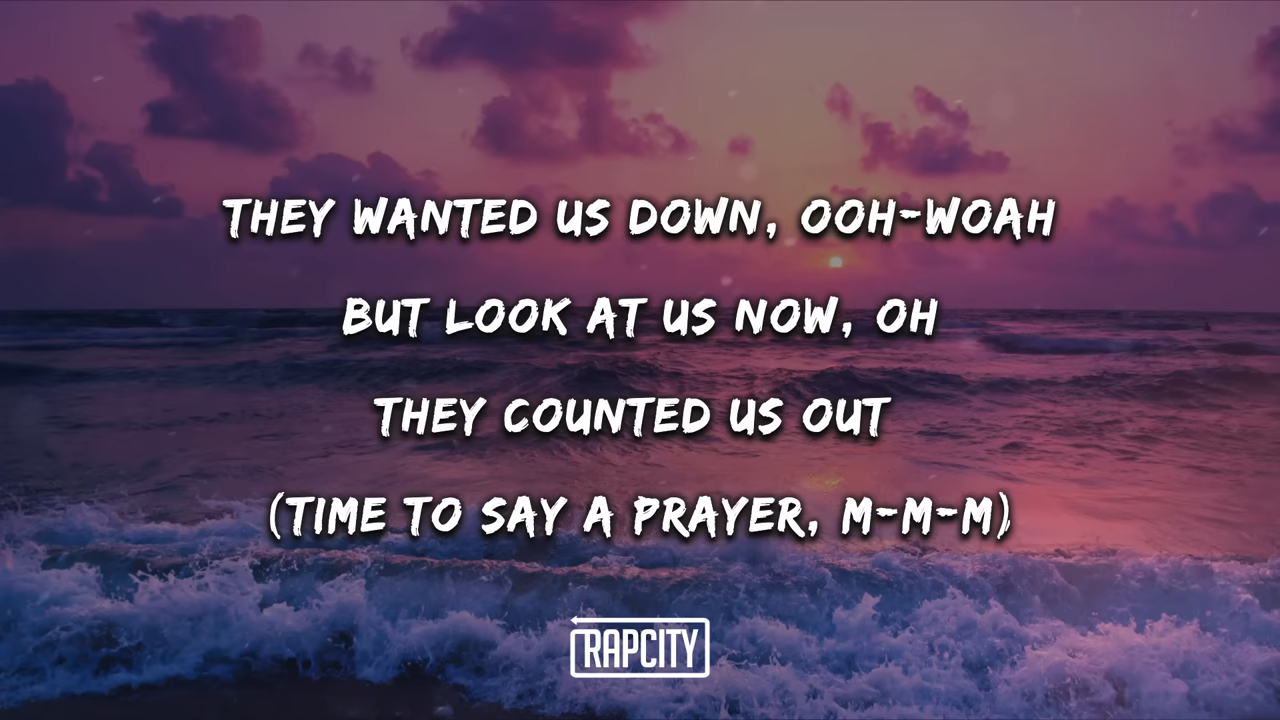 THEY WANTED US DOWN, OOH-WOAH
BUT LOOK AT US NOW, OH
THEY COUNTED US OUT
(TIME TO SAY A PRAYER, M-M-M)
RAPCITY